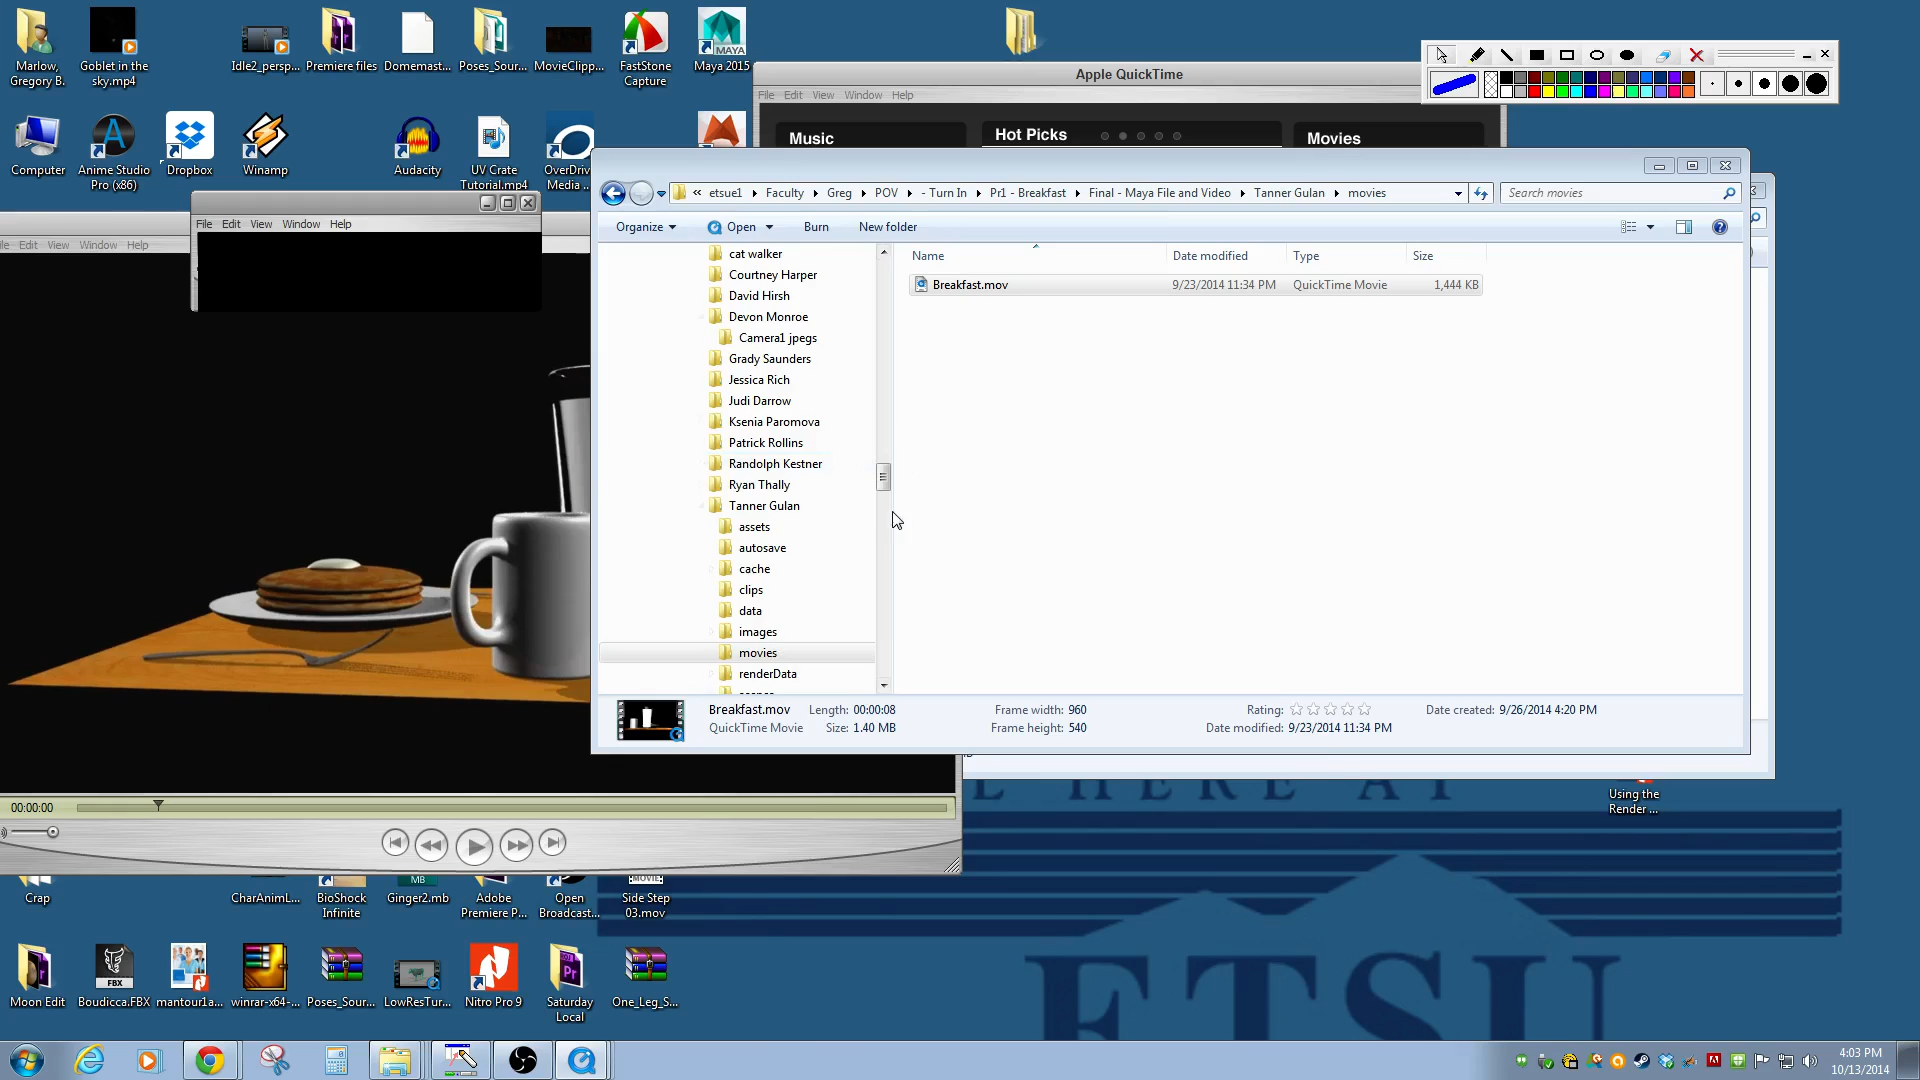 Marlow, Gregory B.
Goblet in the sky.mp4
Idle2_persp...
Premiere files
Domemast...
Poses_Sour...
MovieClipp...
FastStone Capture
Maya 2015
MAYA
Computer
Anime Studio Pro (x86)
Dropbox
Winamp
Audacity
UV Crate Tutorial.mp4
OverDrive Media ...
Apple QuickTime
File Edit View Window Help
Music
Hot Picks
Movies
File Edit View Window Help
Edit View Window Help
« etsue1 Faculty Greg POV - Turn In Pr1 - Breakfast Final - Maya File and Video Tanner Gulan movies
Search movies
Organize Open Burn New folder
Name Date modified Type Size
Breakfast.mov 9/23/2014 11:34 PM QuickTime Movie 1,444 KB
cat walker
Courtney Harper
David Hirsh
Devon Monroe
Camera1 jpegs
Grady Saunders
Jessica Rich
Judi Darrow
Ksenia Paromova
Patrick Rollins
Randolph Kestner
Ryan Thally
Tanner Gulan
assets
autosave
cache
clips
data
images
movies
renderData
Breakfast.mov Length: 00:00:08 Frame width: 960 Rating: Date created: 9/26/2014 4:20 PM
QuickTime Movie Size: 1.40 MB Frame height: 540 Date modified: 9/23/2014 11:34 PM
HERE AT
Using the Render ...
00:00:00
Crap
CharAnimL...
BioShock Infinite
MB
Ginger2.mb
Adobe Premiere P...
Open Broadcast...
MOVIE
Side Step 03.mov
ETSU
Moon Edit
FBX
Boudicca.FBX
mantour1a...
winrar-x64-...
Poses_Sour...
LowResTur...
Nitro Pro 9
Pr
Saturday Local
One_Leg_S...
4:03 PM
10/13/2014